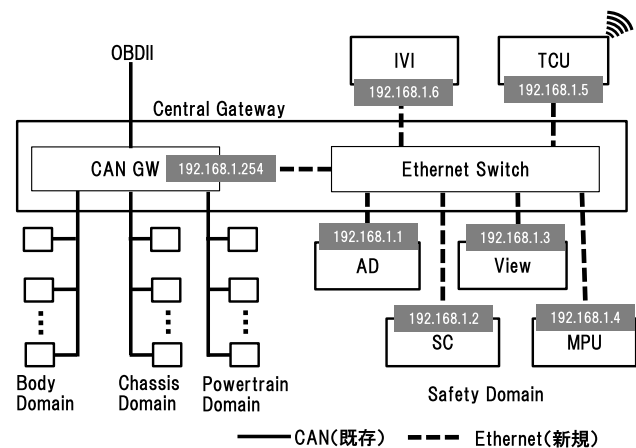 OBDII
IVI
192.168.1.6
TCU
192.168.1.5
Central Gateway
CAN GW
192.168.1.254
Ethernet Switch
192.168.1.1
AD
192.168.1.3
View
192.168.1.2
SC
192.168.1.4
MPU
Body
Domain
Chassis
Domain
Powertrain
Domain
Safety Domain
CAN(既存)
Ethernet(新規)